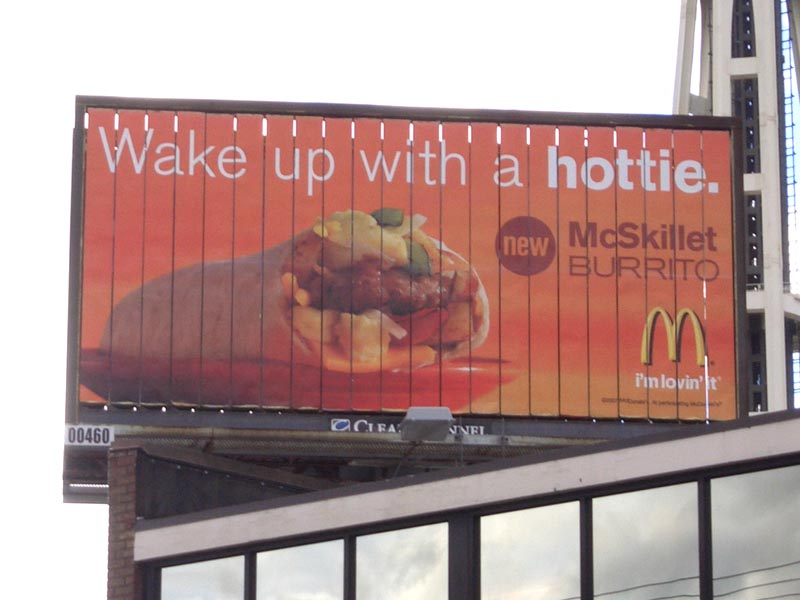 Wake up with a hottie.
new
McSkillet
BURRITO
i'm lovin' it
00460